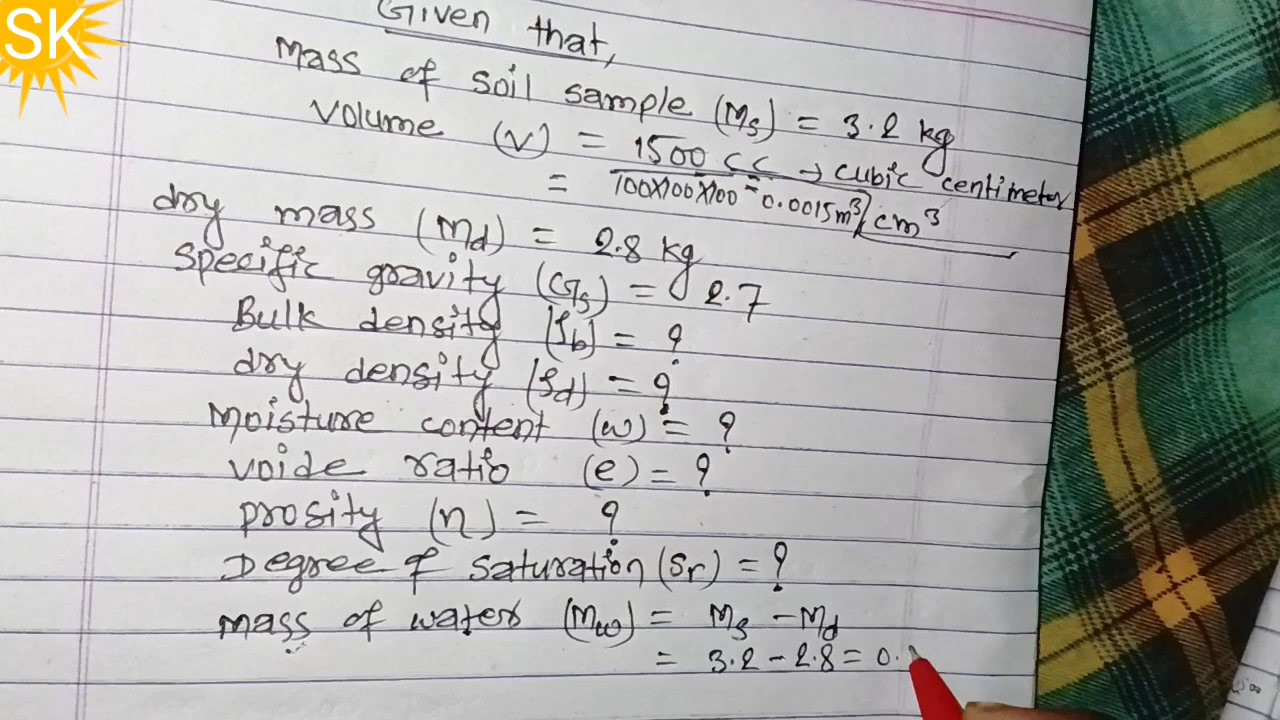 SK
Given that,
Mass of soil sample (Ms) = 3.2 kg
Volume (V) = 1500 cc → cubic centimeter
= 100x100x100 = 0.0015m³/cm³
dry mass (Md) = 2.8 kg
Specific gravity (Gs) = 2.7
Bulk density (ρb) = ?
dry density (ρd) = ?
Moisture content (w) = ?
voide ratio (e) = ?
prosity (n) = ?
Degree of saturation (Sr) = ?
mass of water (Mw) = Ms - Md
= 3.2 - 2.8 = 0.